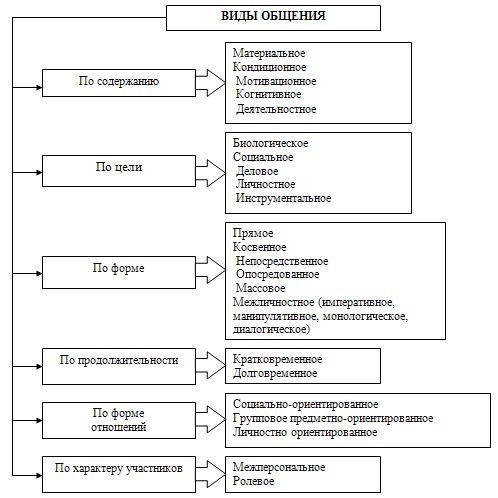 ВИДЫ ОБЩЕНИЯ
По содержанию
Материальное
Кондиционное
Мотивационное
Когнитивное
Деятельностное
По цели
Биологическое
Социальное
Деловое
Личностное
Инструментальное
По форме
Прямое
Косвенное
Непосредственное
Опосредованное
Массовое
Межличностное (императивное,
манипулятивное, монологическое,
диалогическое)
По продолжительности
Кратковременное
Долговременное
По форме
отношений
Социально-ориентированное
Групповое предметно-ориентированное
Личностно ориентированное
По характеру участников
Межперсональное
Ролевое